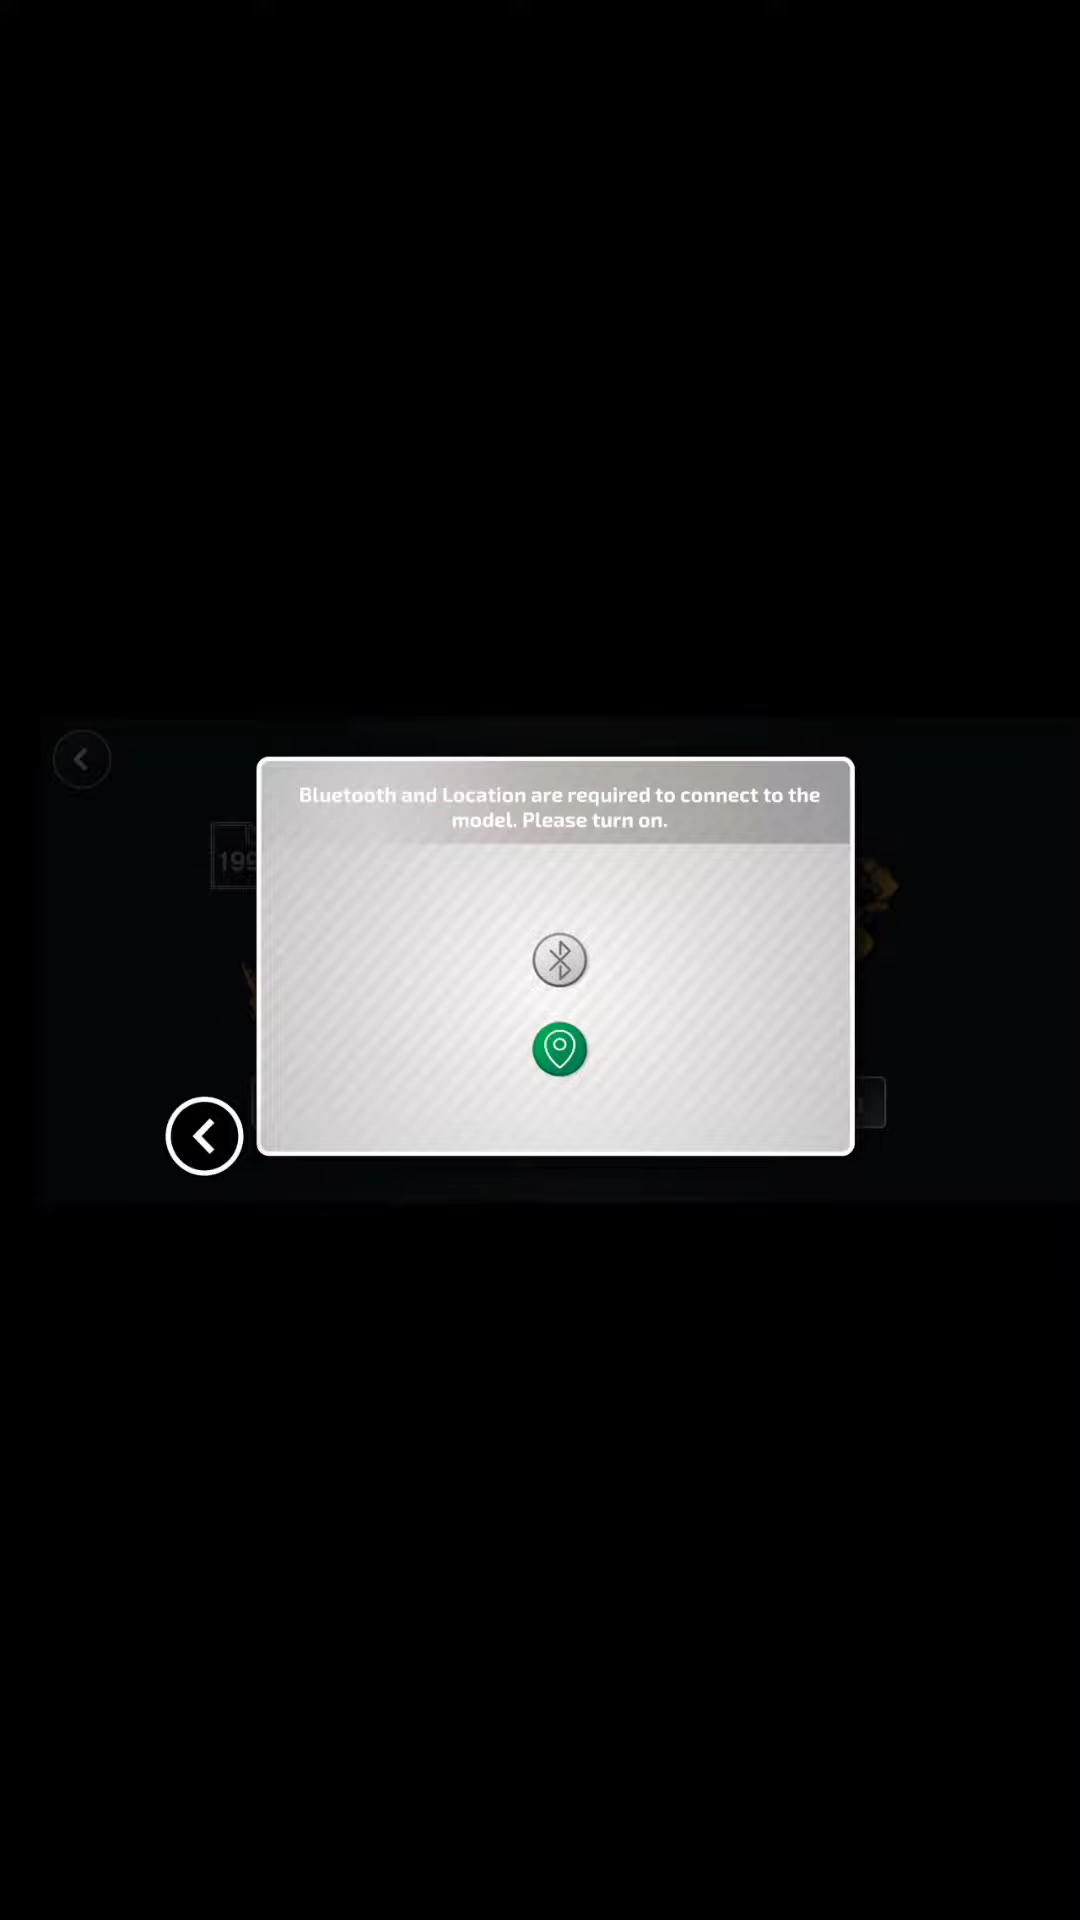 Bluetooth and Location are required to connect to the
model. Please turn on.